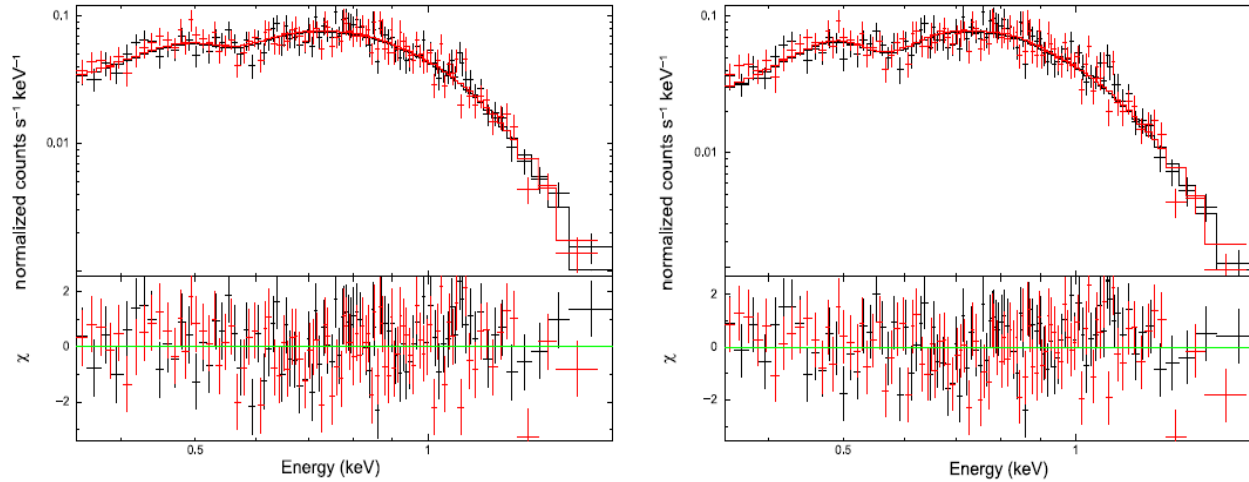 0.1
0.01
normalized counts s⁻¹ keV⁻¹
2
0
−2
χ
0.5
1
Energy (keV)
0.1
0.01
normalized counts s⁻¹ keV⁻¹
2
0
−2
χ
0.5
1
Energy (keV)